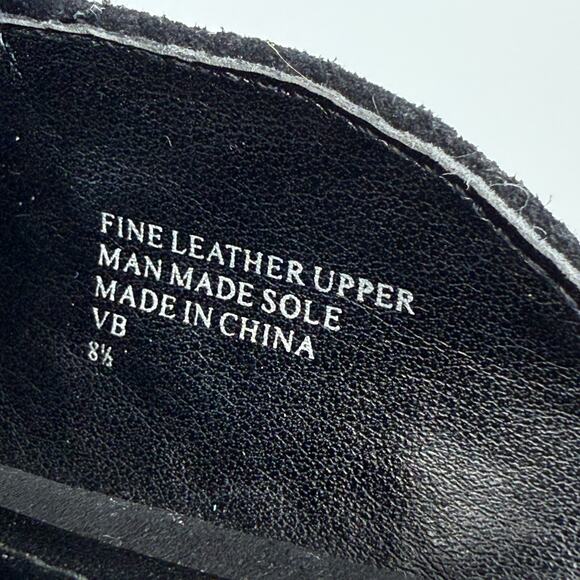 FINE LEATHER UPPER
MAN MADE SOLE
MADE IN CHINA
VB
8½